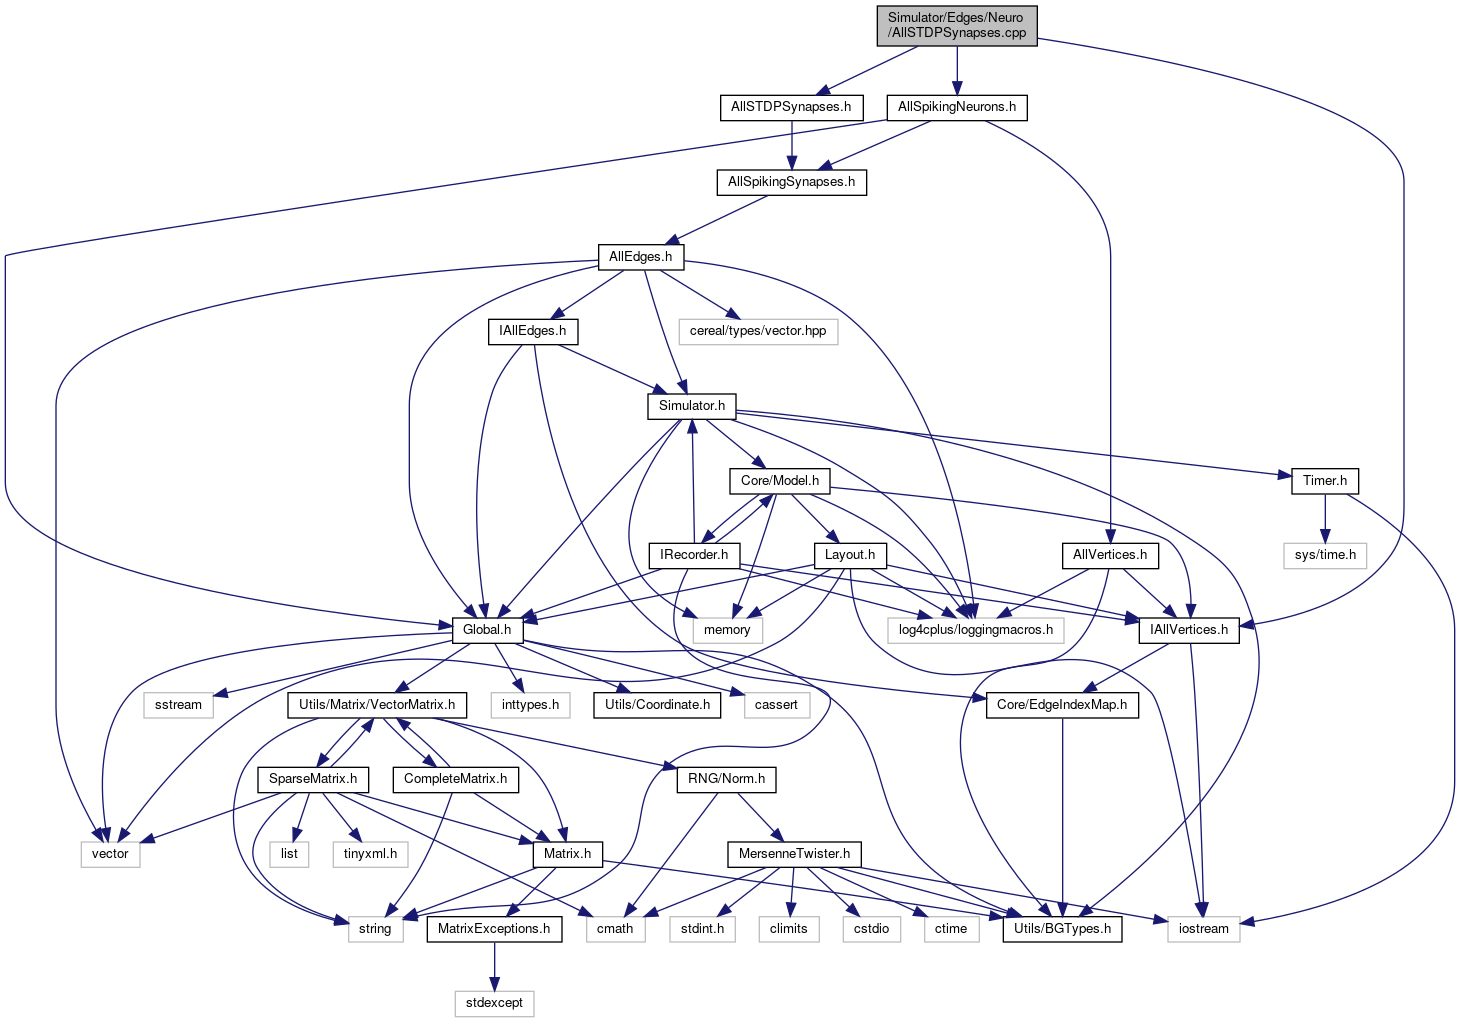 Simulator/Edges/Neuro
/AllSTDPSynapses.cpp
AllSTDPSynapses.h
AllSpikingNeurons.h
AllSpikingSynapses.h
AllEdges.h
IAllEdges.h
cereal/types/vector.hpp
Simulator.h
Core/Model.h
Timer.h
IRecorder.h
Layout.h
AllVertices.h
sys/time.h
Global.h
memory
log4cplus/loggingmacros.h
IAllVertices.h
sstream
Utils/Matrix/VectorMatrix.h
inttypes.h
Utils/Coordinate.h
cassert
Core/EdgeIndexMap.h
SparseMatrix.h
CompleteMatrix.h
RNG/Norm.h
vector
list
tinyxml.h
Matrix.h
MersenneTwister.h
string
MatrixExceptions.h
cmath
stdint.h
climits
cstdio
ctime
Utils/BGTypes.h
iostream
stdexcept